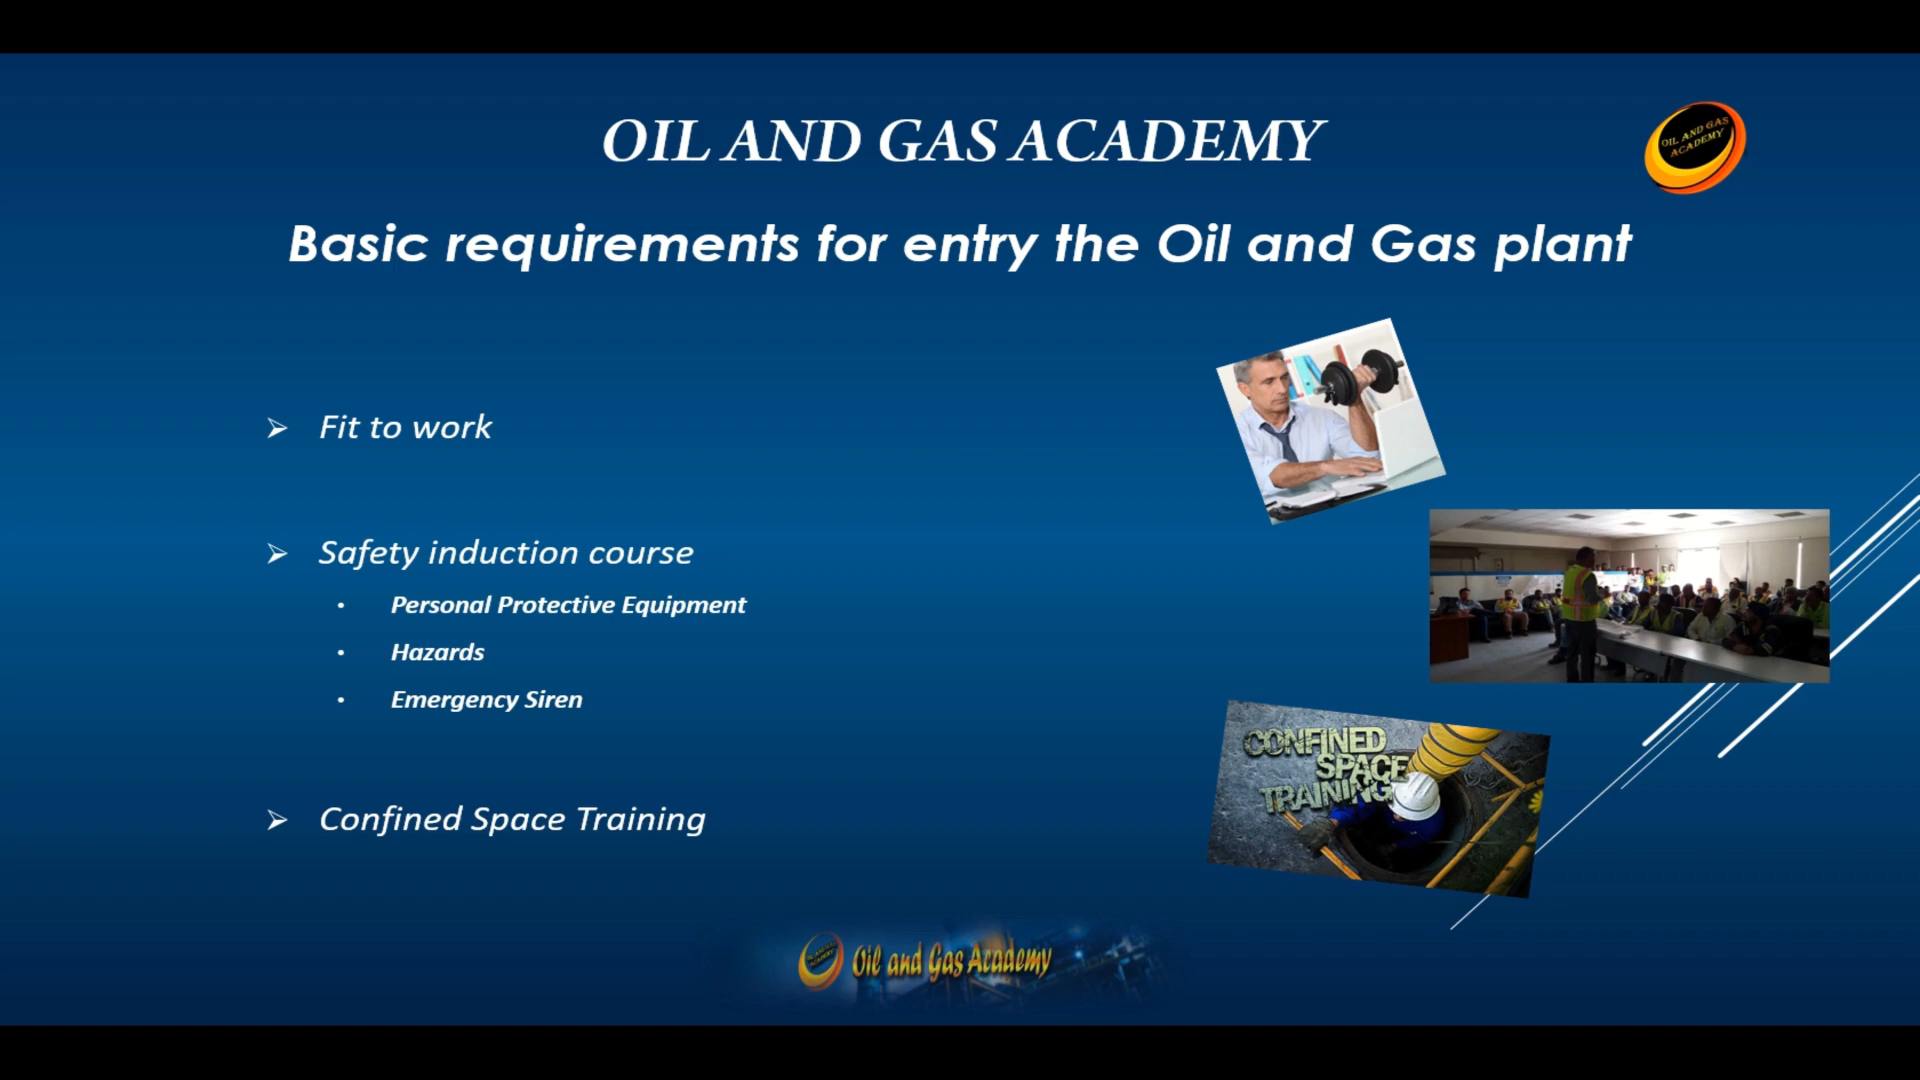 OIL AND GAS ACADEMY
OIL AND GAS
ACADEMY
Basic requirements for entry the Oil and Gas plant
➢ Fit to work
➢ Safety induction course
• Personal Protective Equipment
• Hazards
• Emergency Siren
➢ Confined Space Training
CONFINED
SPACE
TRAINING
Oil and Gas Academy